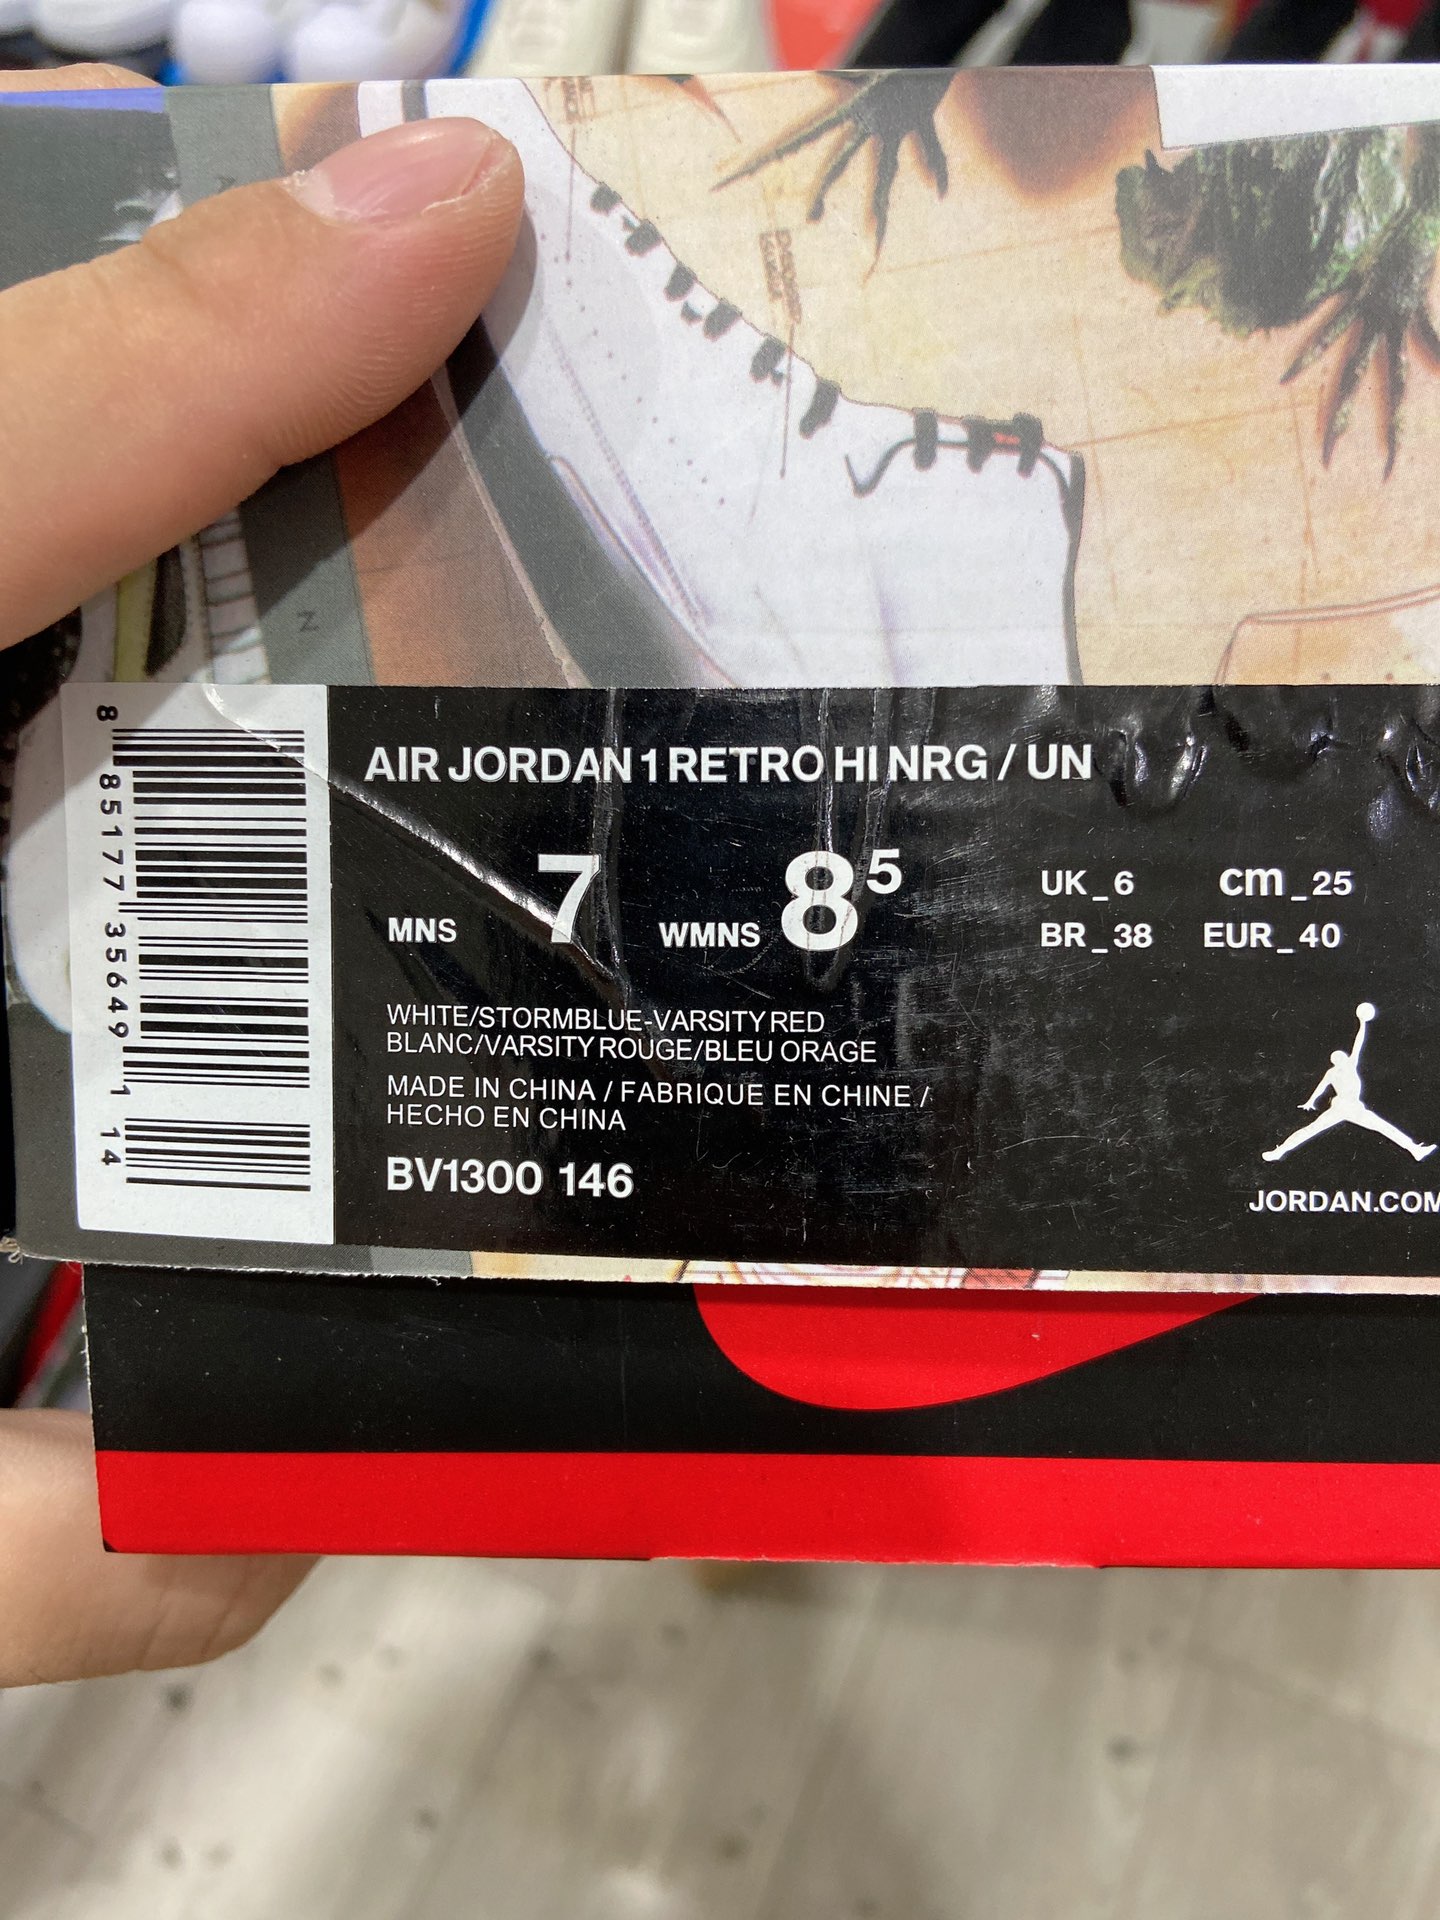 AIR JORDAN 1 RETRO HI NRG / UN
MNS 7 WMNS 8⁵
UK_6 cm_25
BR_38 EUR_40
WHITE/STORMBLUE-VARSITY RED
BLANC/VARSITY ROUGE/BLEU ORAGE
MADE IN CHINA / FABRIQUE EN CHINE /
HECHO EN CHINA
BV1300 146
JORDAN.COM
8 85177 35649 1 14
N